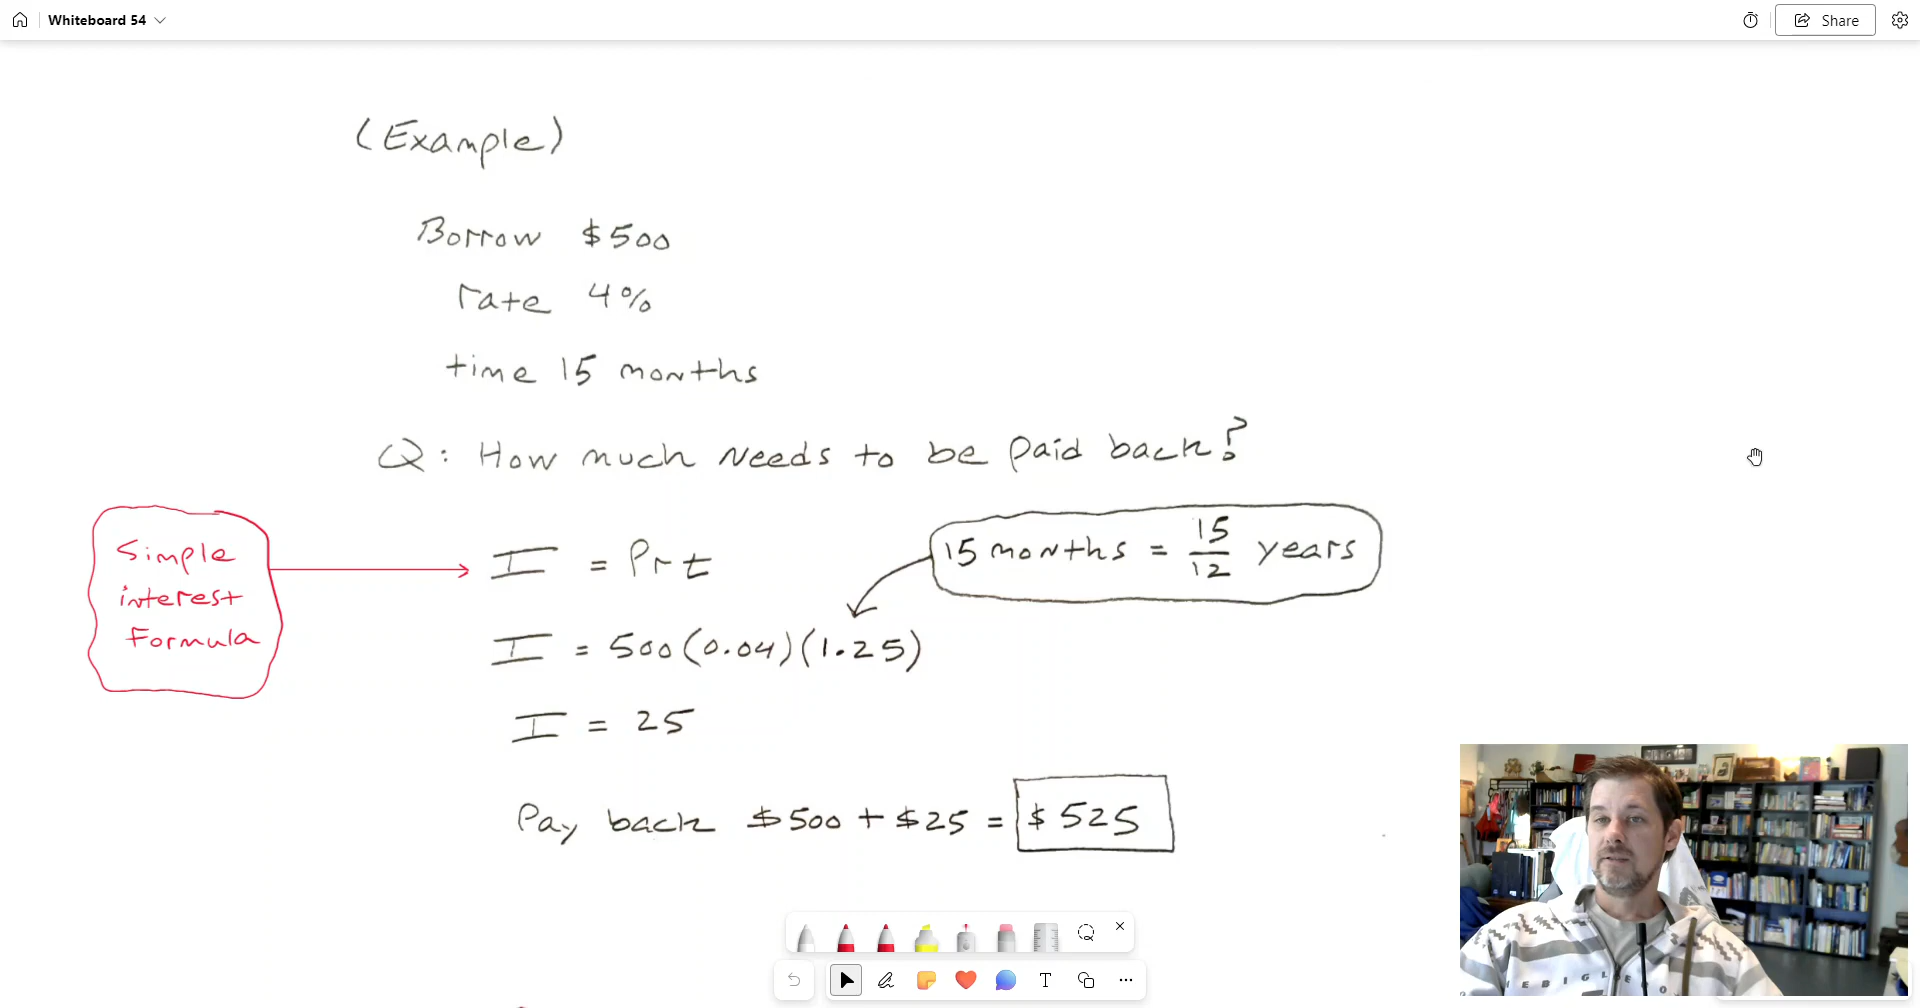 Whiteboard 54
Share
(Example)
Borrow $500
rate 4%
time 15 months
Q: How much needs to be paid back?
Simple
interest
Formula
I = Prt
15 months = 15/12 years
I = 500(0.04)(1.25)
I = 25
Pay back $500 + $25 = $525